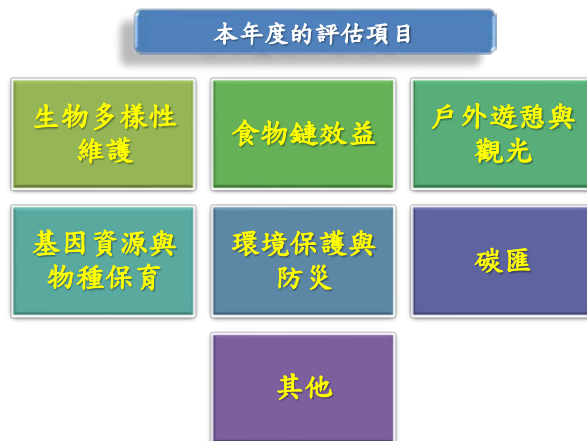 本年度的評估項目
生物多樣性
維護
食物鏈效益
戶外遊憩與
觀光
基因資源與
物種保育
環境保護與
防災
碳匯
其他